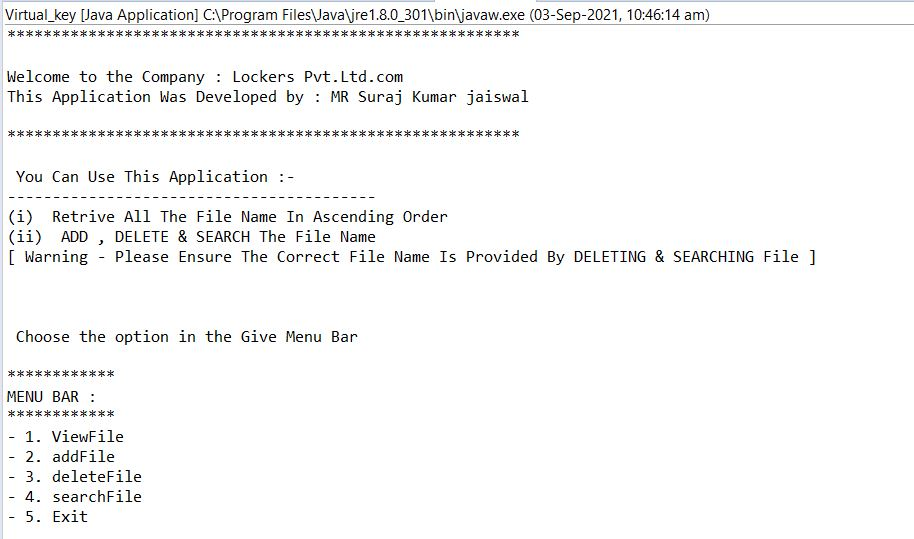 Virtual_key [Java Application] C:\Program Files\Java\jre1.8.0_301\bin\javaw.exe (03-Sep-2021, 10:46:14 am)
*********************************************************
Welcome to the Company : Lockers Pvt.Ltd.com
This Application Was Developed by : MR Suraj Kumar jaiswal
*********************************************************
You Can Use This Application :-
-----------------------------------------
(i)  Retrive All The File Name In Ascending Order
(ii)  ADD , DELETE & SEARCH The File Name
[ Warning - Please Ensure The Correct File Name Is Provided By DELETING & SEARCHING File ]
Choose the option in the Give Menu Bar
************
MENU BAR :
************
- 1. ViewFile
- 2. addFile
- 3. deleteFile
- 4. searchFile
- 5. Exit